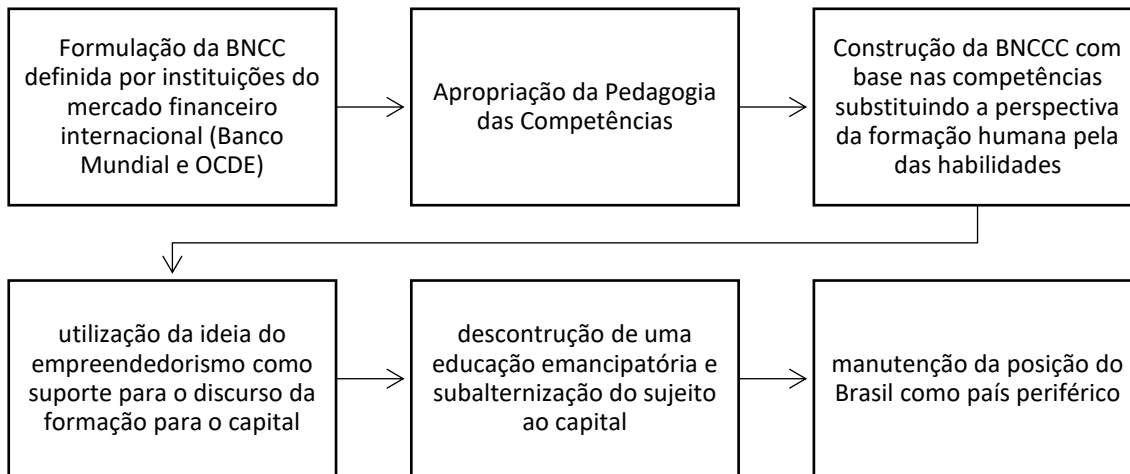 Formulação da BNCC
definida por instituições do
mercado financeiro
internacional (Banco
Mundial e OCDE)
Apropriação da Pedagogia
das Competências
Construção da BNCCC com
base nas competências
substituindo a perspectiva
da formação humana pela
das habilidades
utilização da ideia do
empreendedorismo como
suporte para o discurso da
formação para o capital
descontrução de uma
educação emancipatória e
subalternização do sujeito
ao capital
manutenção da posição do
Brasil como país periférico